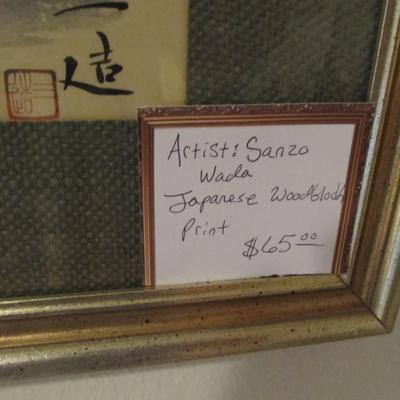 Artist: Sanzo
Wada
Japanese Woodblock
Print
$65.00